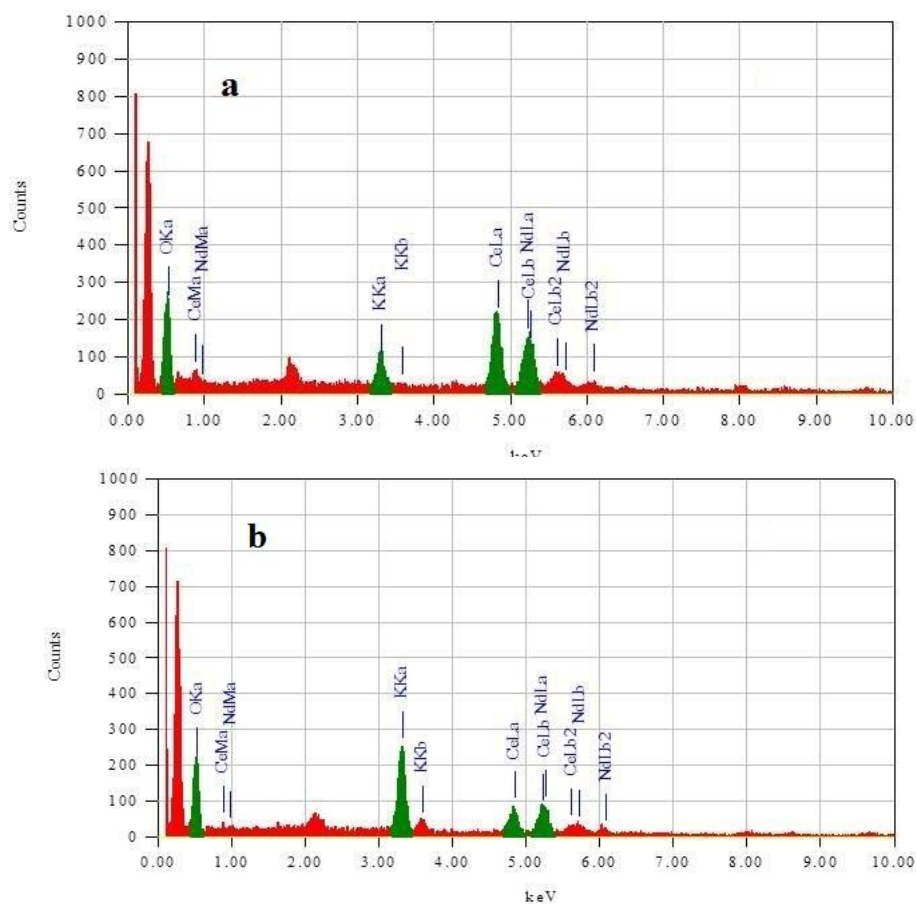 1000
a
900
800
700
600
500
400
300
200
100
0
Counts
OKa
CeMa
NdMa
KKa
KKb
CeLa
CeLb
NdLa
CeLb2
NdLb
NdLb2
0.00 1.00 2.00 3.00 4.00 5.00 6.00 7.00 8.00 9.00 10.00
keV
1000
b
900
800
700
600
500
400
300
200
100
0
Counts
OKa
CeMa
NdMa
KKa
KKb
CeLa
CeLb
NdLa
CeLb2
NdLb
NdLb2
0.00 1.00 2.00 3.00 4.00 5.00 6.00 7.00 8.00 9.00 10.00
keV